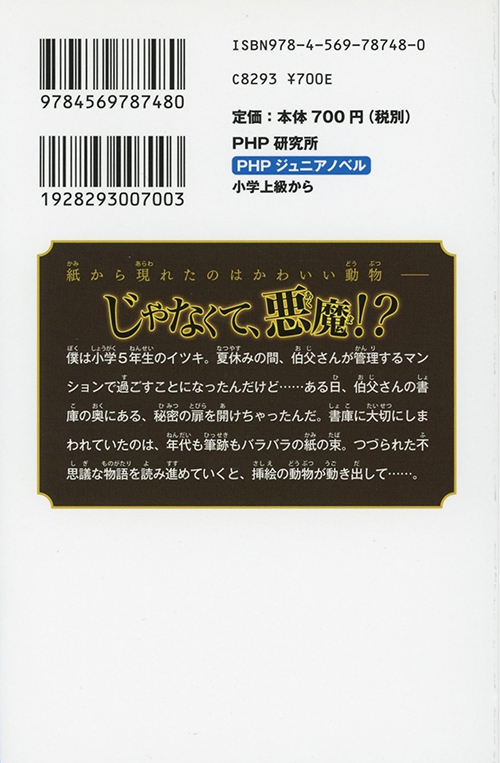 ISBN978-4-569-78748-0
C8293 ¥700E
9784569787480
定価：本体700円（税別）
PHP 研究所
PHP ジュニアノベル
小学上級から
1928293007003
紙から現れたのはかわいい動物――
じゃなくて、悪魔!?
僕は小学5年生のイツキ。夏休みの間、伯父さんが管理するマン
ションで過ごすことになったんだけど……ある日、伯父さんの書
庫の奥にある、秘密の扉を開けちゃったんだ。書庫に大切にしま
われていたのは、年代も筆跡もバラバラの紙の束。つづられた不
思議な物語を読み進めていくと、挿絵の動物が動き出して……。